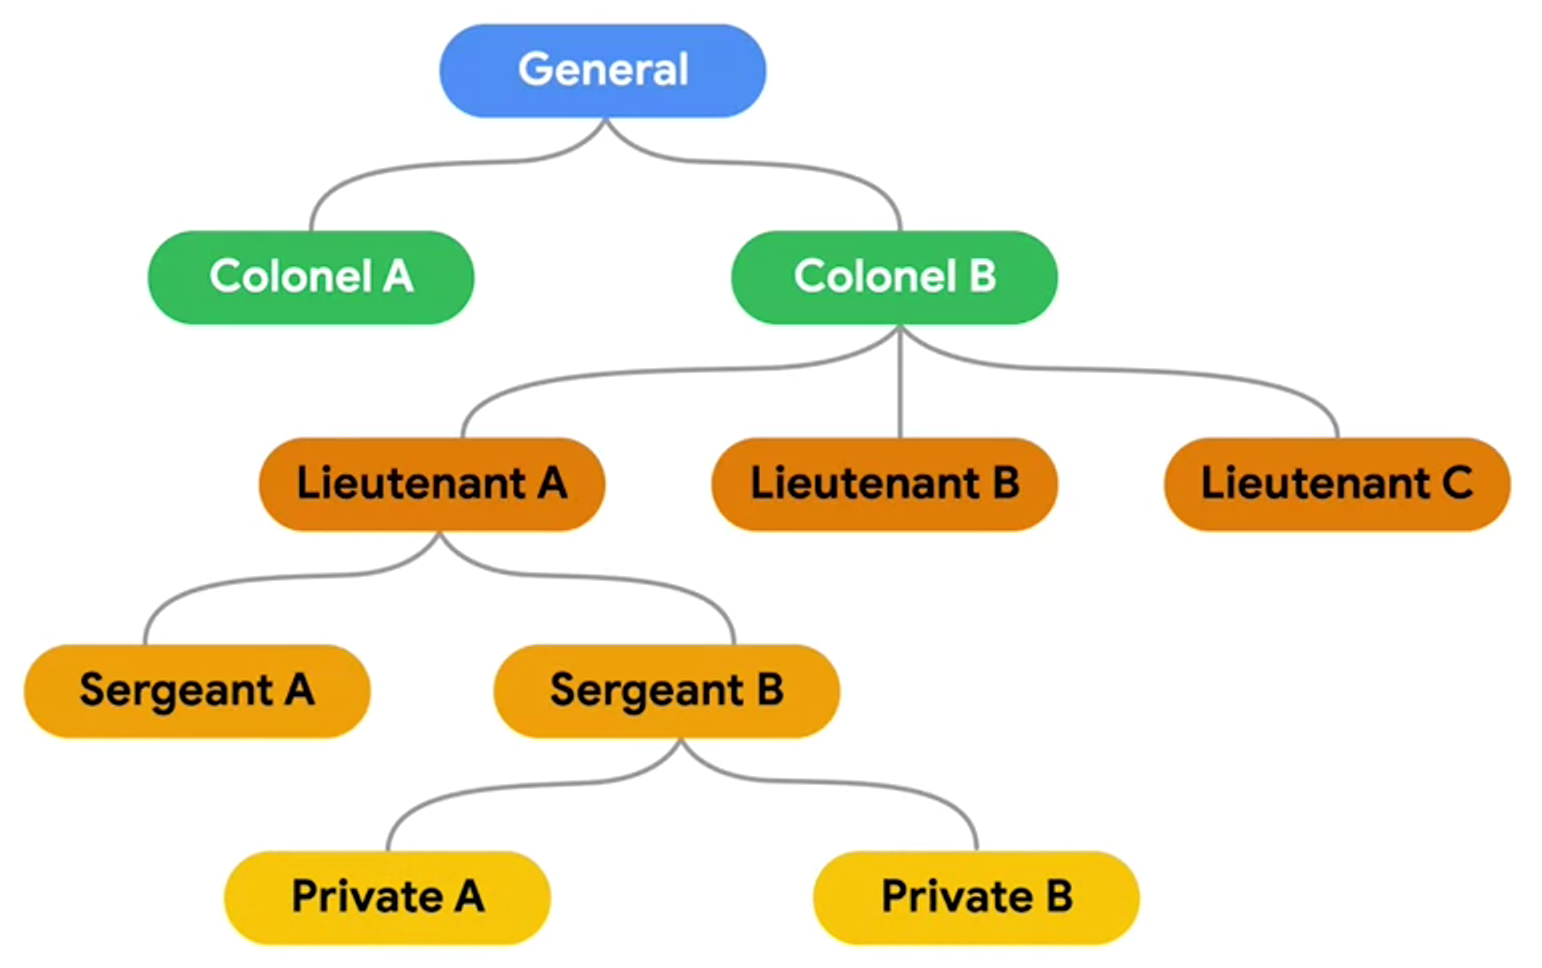 General
Colonel A
Colonel B
Lieutenant A
Lieutenant B
Lieutenant C
Sergeant A
Sergeant B
Private A
Private B